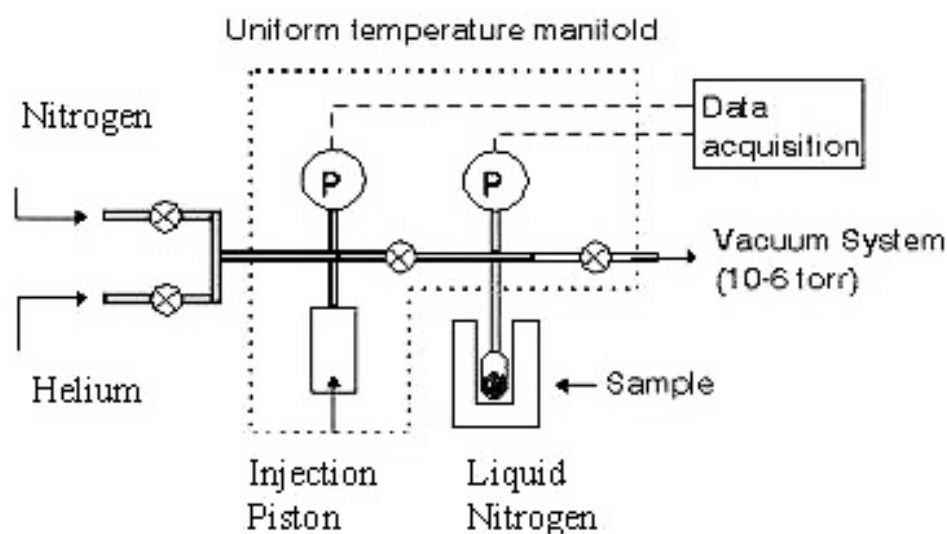 Uniform temperature manifold
Nitrogen
Data
acquisition
P
P
Vacuum System
(10-6 torr)
Helium
Sample
Injection
Piston
Liquid
Nitrogen